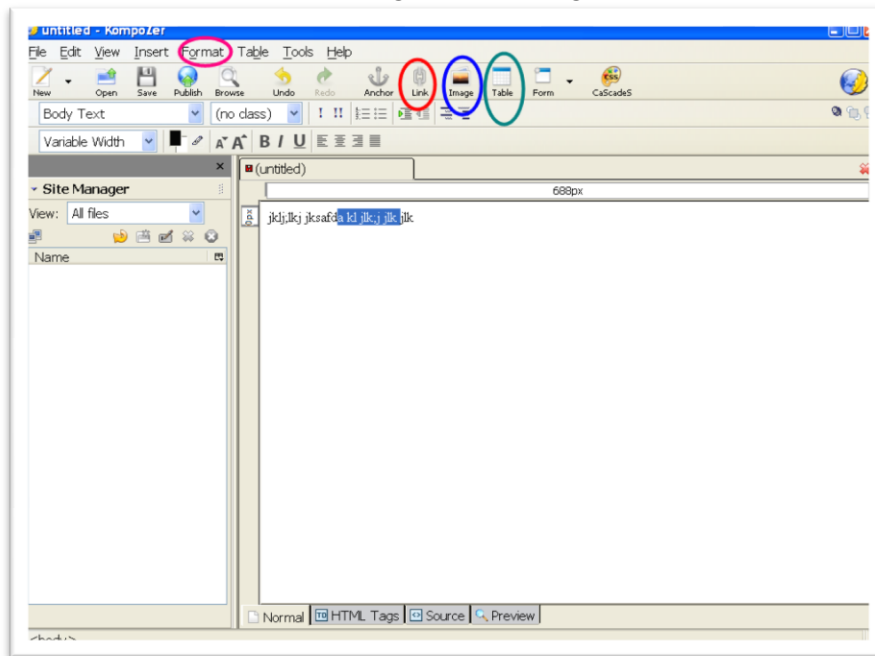 untitled - KompoZer
File Edit View Insert Format Table Tools Help
New Open Save Publish Browse Undo Redo Anchor Link Image Table Form CaScadeS
Body Text (no class) ! !!
Variable Width A A B I U
(untitled)
Site Manager
688px
View: All files
0px
jklj,lkj jksafda kl jlk;j jlk jlk
Name
Normal HTML Tags Source Preview
<body>